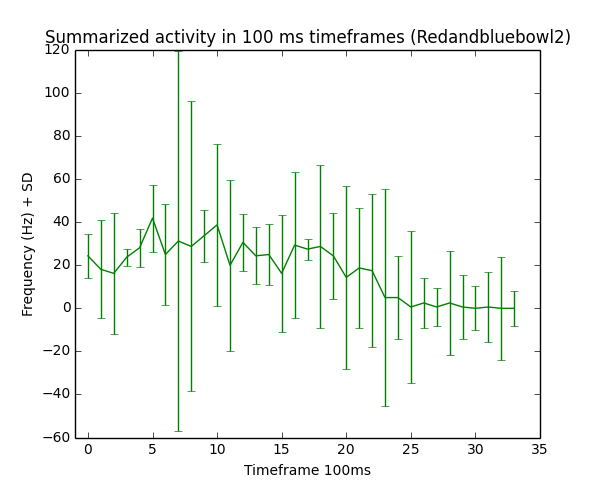 Summarized activity in 100 ms timeframes (Redandbluebowl2)
120
100
80
60
40
20
0
−20
−40
−60
Frequency (Hz) + SD
0 5 10 15 20 25 30 35
Timeframe 100ms